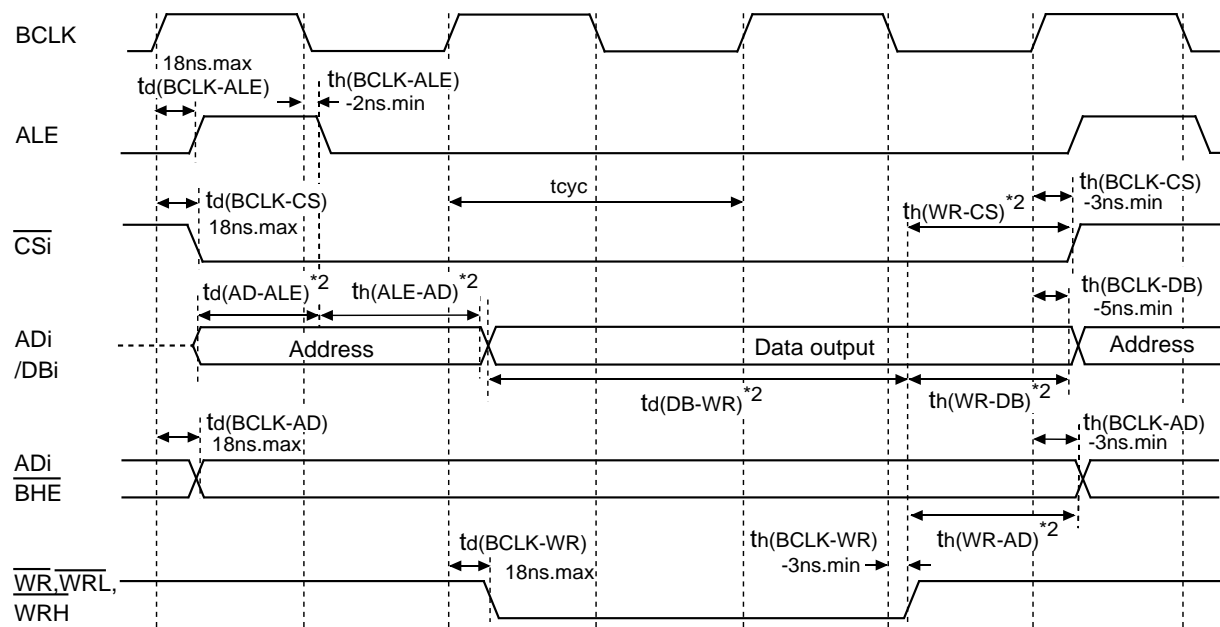 BCLK
18ns.max
td(BCLK-ALE)
th(BCLK-ALE)
-2ns.min
ALE
td(BCLK-CS)
18ns.max
tcyc
th(WR-CS)*2
th(BCLK-CS)
-3ns.min
CSi
td(AD-ALE)*2
th(ALE-AD)*2
th(BCLK-DB)
-5ns.min
ADi
/DBi
Address
Data output
Address
td(DB-WR)*2
th(WR-DB)*2
td(BCLK-AD)
18ns.max
th(BCLK-AD)
-3ns.min
ADi
BHE
td(BCLK-WR)
18ns.max
th(BCLK-WR)
-3ns.min
th(WR-AD)*2
WR,WRL,
WRH